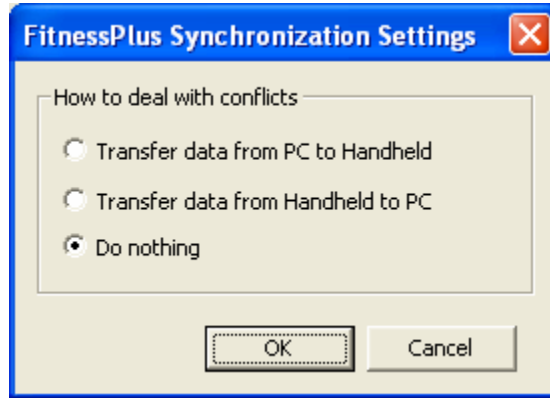 FitnessPlus Synchronization Settings
How to deal with conflicts
Transfer data from PC to Handheld
Transfer data from Handheld to PC
Do nothing
OK Cancel